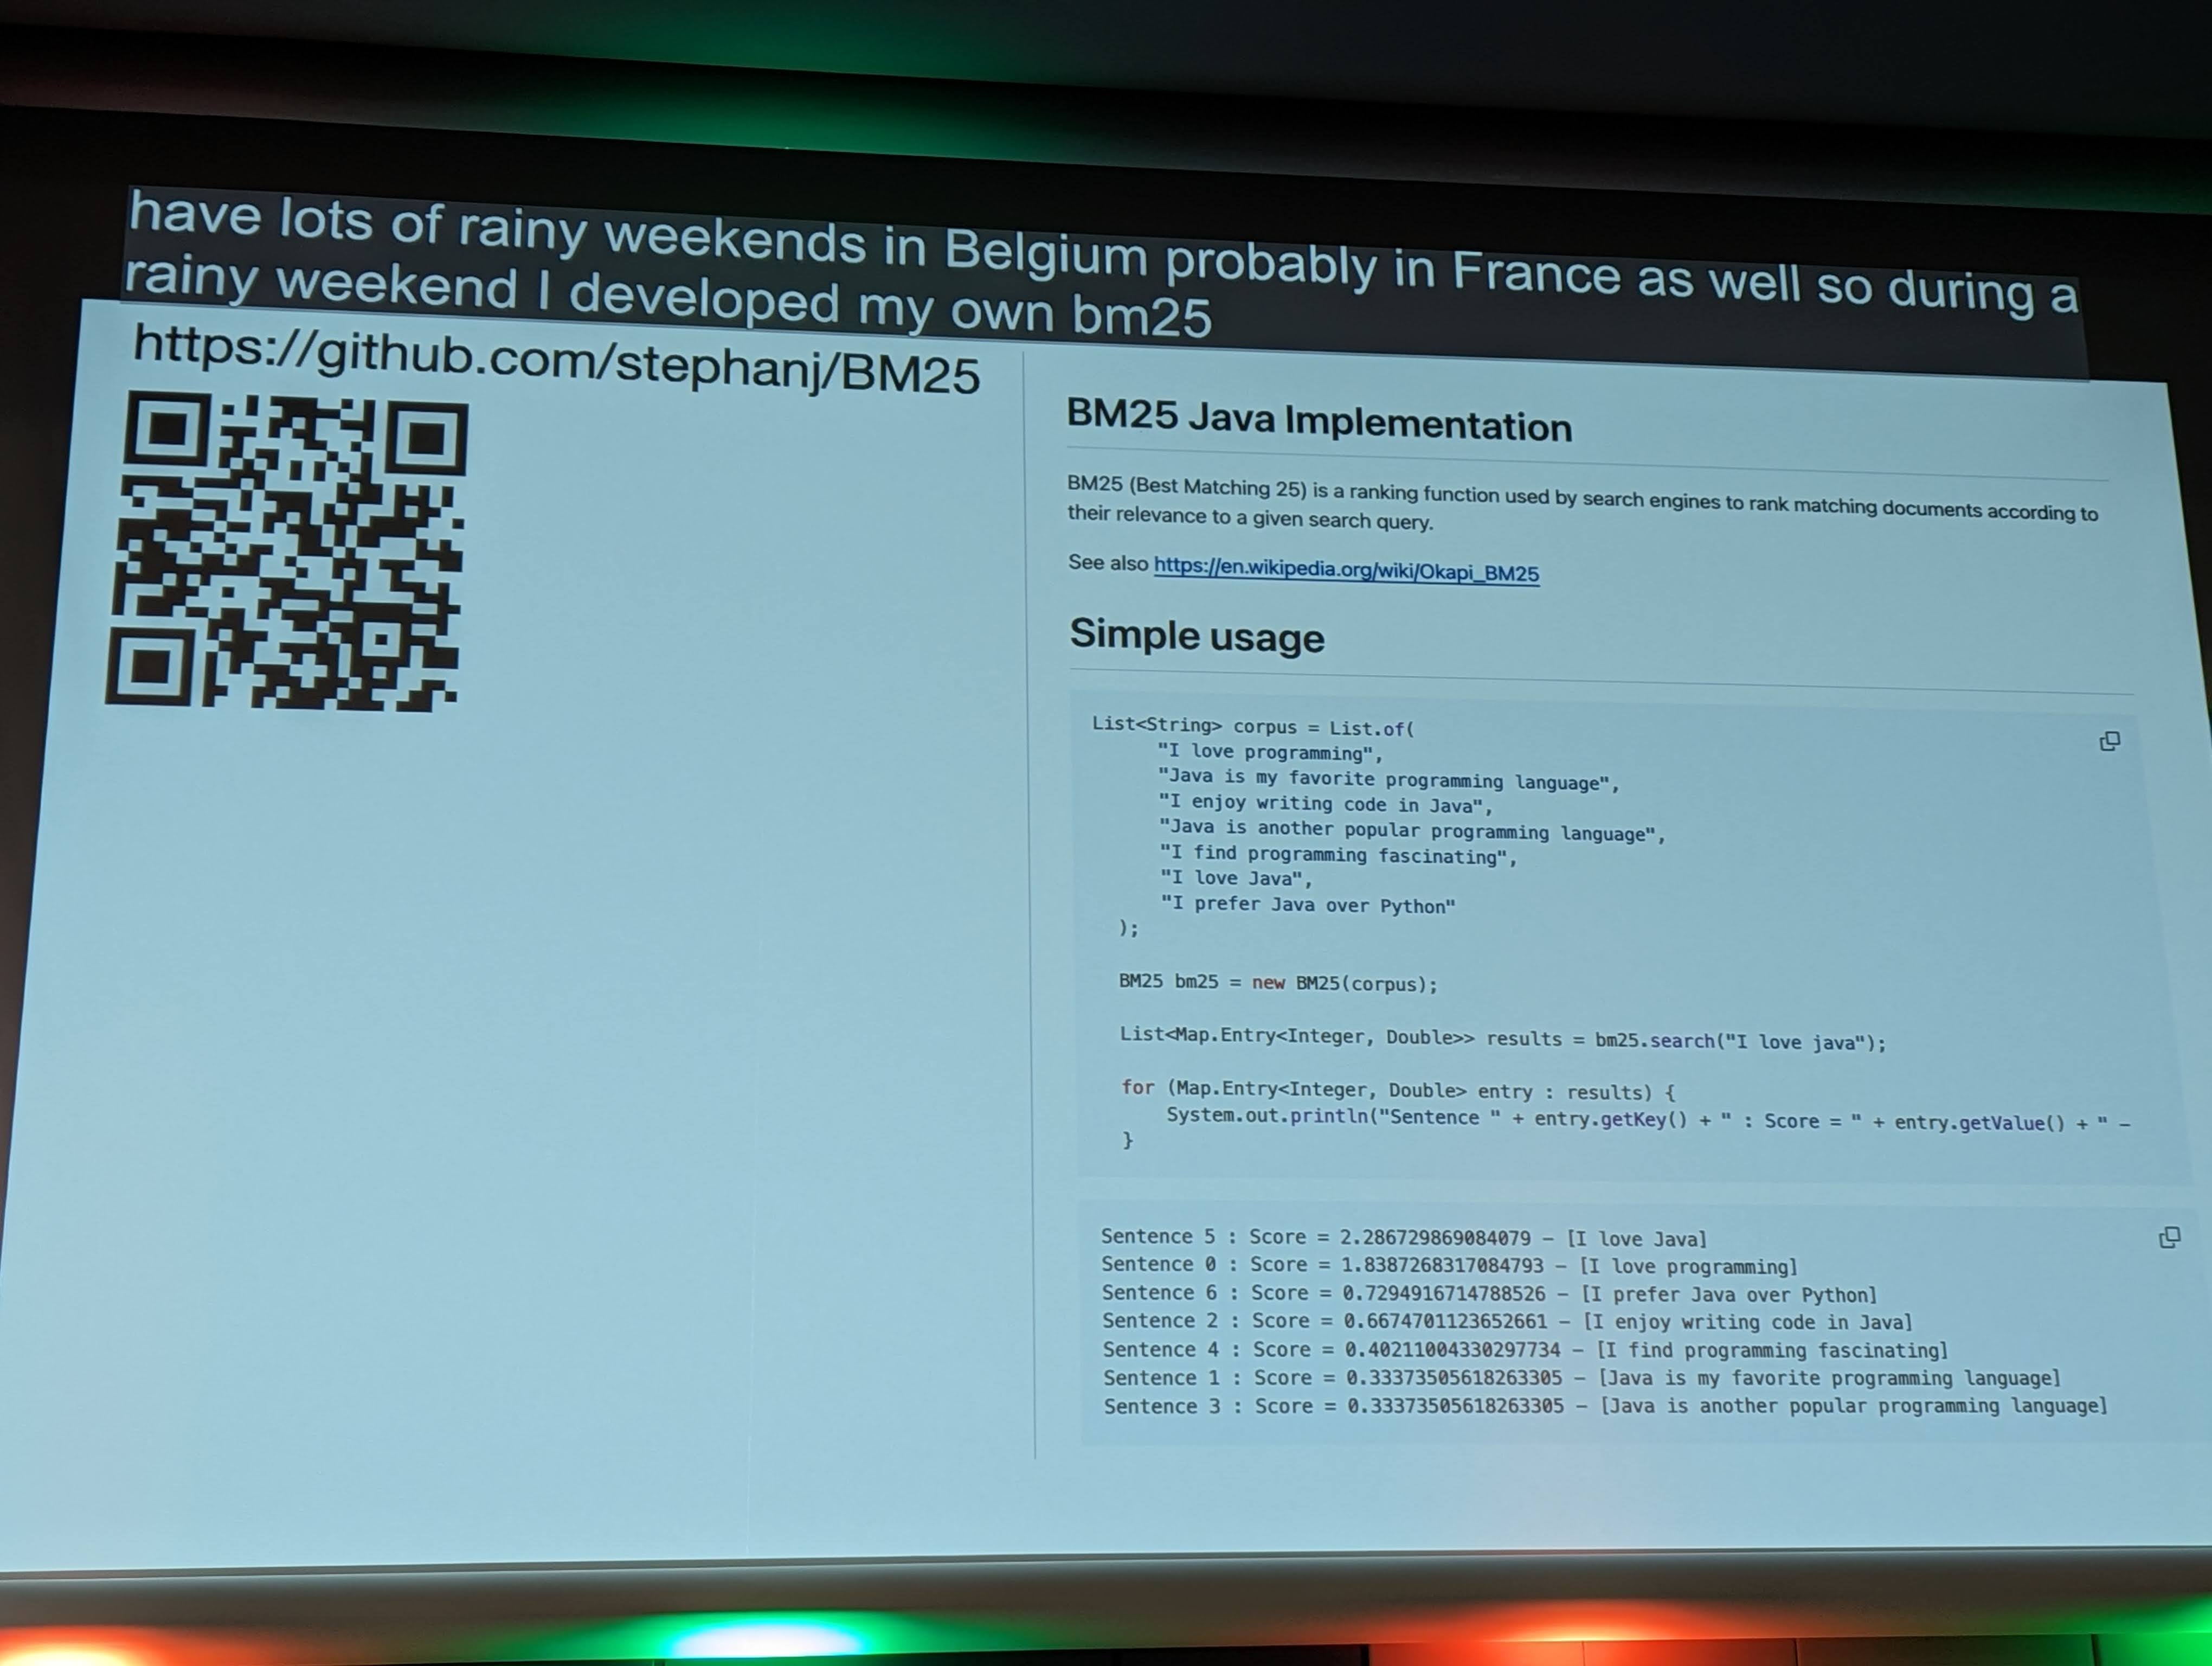 have lots of rainy weekends in Belgium probably in France as well so during a
rainy weekend I developed my own bm25
https://github.com/stephanj/BM25
BM25 Java Implementation
BM25 (Best Matching 25) is a ranking function used by search engines to rank matching documents according to
their relevance to a given search query.
See also https://en.wikipedia.org/wiki/Okapi_BM25
Simple usage
List<String> corpus = List.of(
"I love programming",
"Java is my favorite programming language",
"I enjoy writing code in Java",
"Java is another popular programming language",
"I find programming fascinating",
"I love Java",
"I prefer Java over Python"
);
BM25 bm25 = new BM25(corpus);
List<Map.Entry<Integer, Double>> results = bm25.search("I love java");
for (Map.Entry<Integer, Double> entry : results) {
System.out.println("Sentence " + entry.getKey() + " : Score = " + entry.getValue() + " –
}
Sentence 5 : Score = 2.286729869084079 – [I love Java]
Sentence 0 : Score = 1.8387268317084793 – [I love programming]
Sentence 6 : Score = 0.7294916714788526 – [I prefer Java over Python]
Sentence 2 : Score = 0.6674701123652661 – [I enjoy writing code in Java]
Sentence 4 : Score = 0.40211004330297734 – [I find programming fascinating]
Sentence 1 : Score = 0.33373505618263305 – [Java is my favorite programming language]
Sentence 3 : Score = 0.33373505618263305 – [Java is another popular programming language]